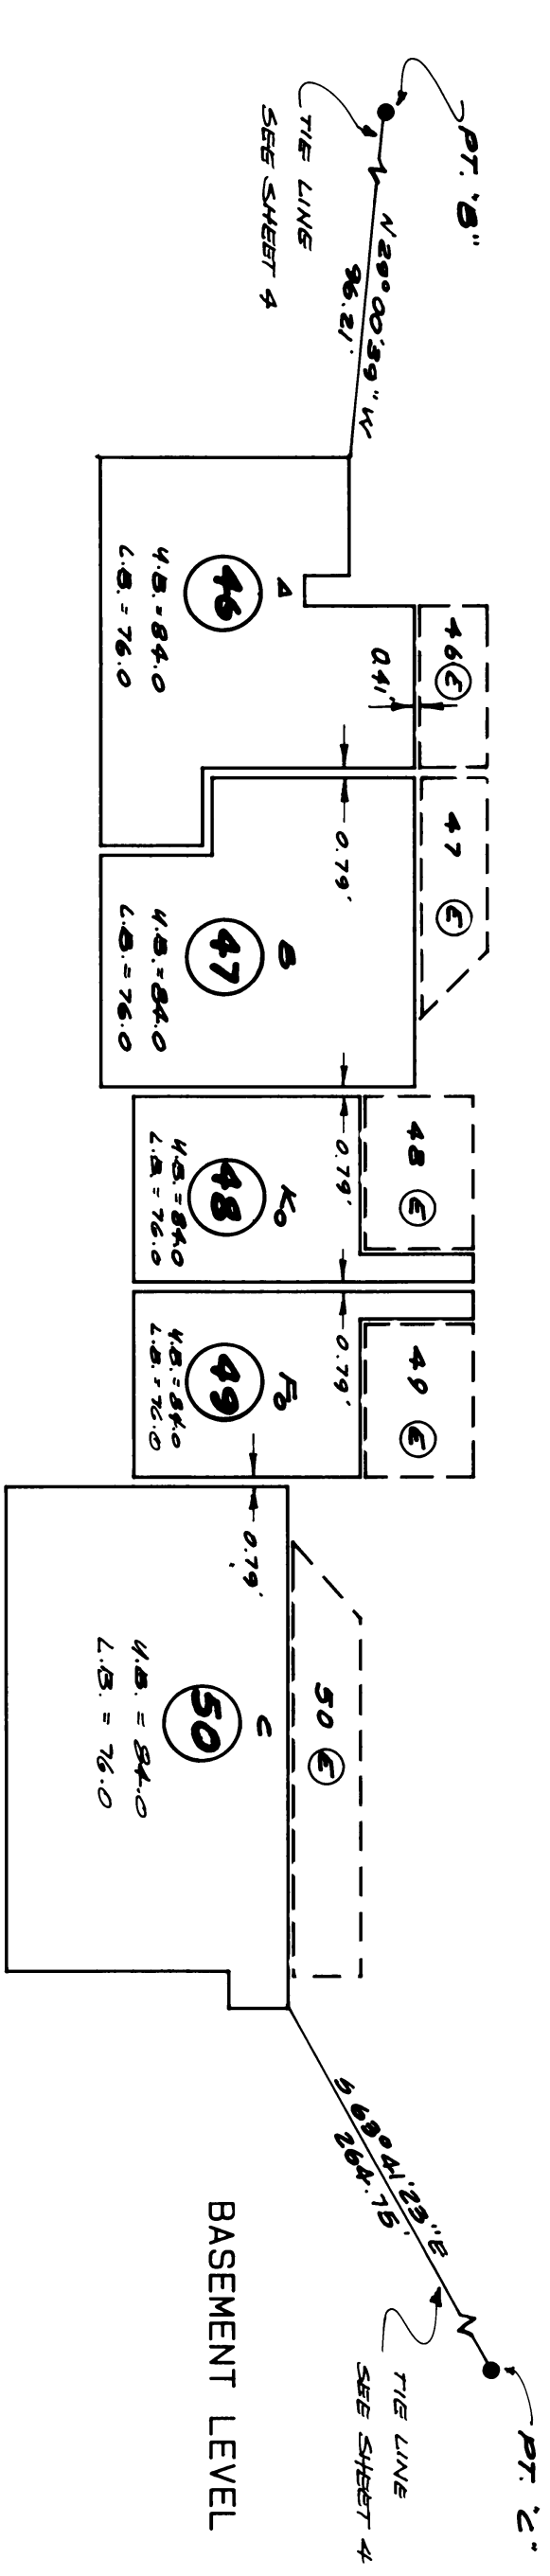 PT. "B"
TIE LINE
SEE SHEET 4
N 29° 00' 39" W
96.21'
46 E
0.41'
A
46
U.B. = 84.0
L.B. = 76.0
47 E
0.79'
B
47
U.B. = 84.0
L.B. = 76.0
48 E
0.79'
KO
48
U.B. = 84.0
L.B. = 76.0
49 E
0.79'
FO
49
U.B. = 84.0
L.B. = 76.0
0.79'
50 E
C
50
U.B. = 84.0
L.B. = 76.0
S 68° 41' 23" E
264.75'
TIE LINE
SEE SHEET 4
PT. "C"
BASEMENT LEVEL